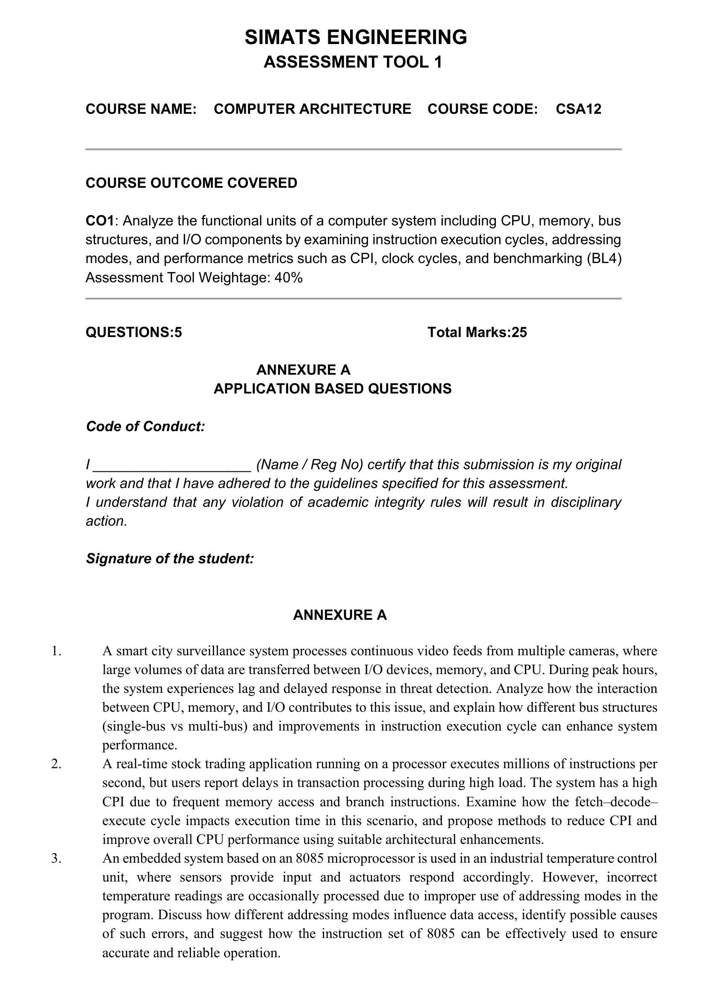 SIMATS ENGINEERING
ASSESSMENT TOOL 1
COURSE NAME: COMPUTER ARCHITECTURE COURSE CODE: CSA12
COURSE OUTCOME COVERED
CO1: Analyze the functional units of a computer system including CPU, memory, bus
structures, and I/O components by examining instruction execution cycles, addressing
modes, and performance metrics such as CPI, clock cycles, and benchmarking (BL4)
Assessment Tool Weightage: 40%
QUESTIONS:5 Total Marks:25
ANNEXURE A
APPLICATION BASED QUESTIONS
Code of Conduct:
I ____________________ (Name / Reg No) certify that this submission is my original
work and that I have adhered to the guidelines specified for this assessment.
I understand that any violation of academic integrity rules will result in disciplinary
action.
Signature of the student:
ANNEXURE A
1. A smart city surveillance system processes continuous video feeds from multiple cameras, where
large volumes of data are transferred between I/O devices, memory, and CPU. During peak hours,
the system experiences lag and delayed response in threat detection. Analyze how the interaction
between CPU, memory, and I/O contributes to this issue, and explain how different bus structures
(single-bus vs multi-bus) and improvements in instruction execution cycle can enhance system
performance.
2. A real-time stock trading application running on a processor executes millions of instructions per
second, but users report delays in transaction processing during high load. The system has a high
CPI due to frequent memory access and branch instructions. Examine how the fetch–decode–
execute cycle impacts execution time in this scenario, and propose methods to reduce CPI and
improve overall CPU performance using suitable architectural enhancements.
3. An embedded system based on an 8085 microprocessor is used in an industrial temperature control
unit, where sensors provide input and actuators respond accordingly. However, incorrect
temperature readings are occasionally processed due to improper use of addressing modes in the
program. Discuss how different addressing modes influence data access, identify possible causes
of such errors, and suggest how the instruction set of 8085 can be effectively used to ensure
accurate and reliable operation.